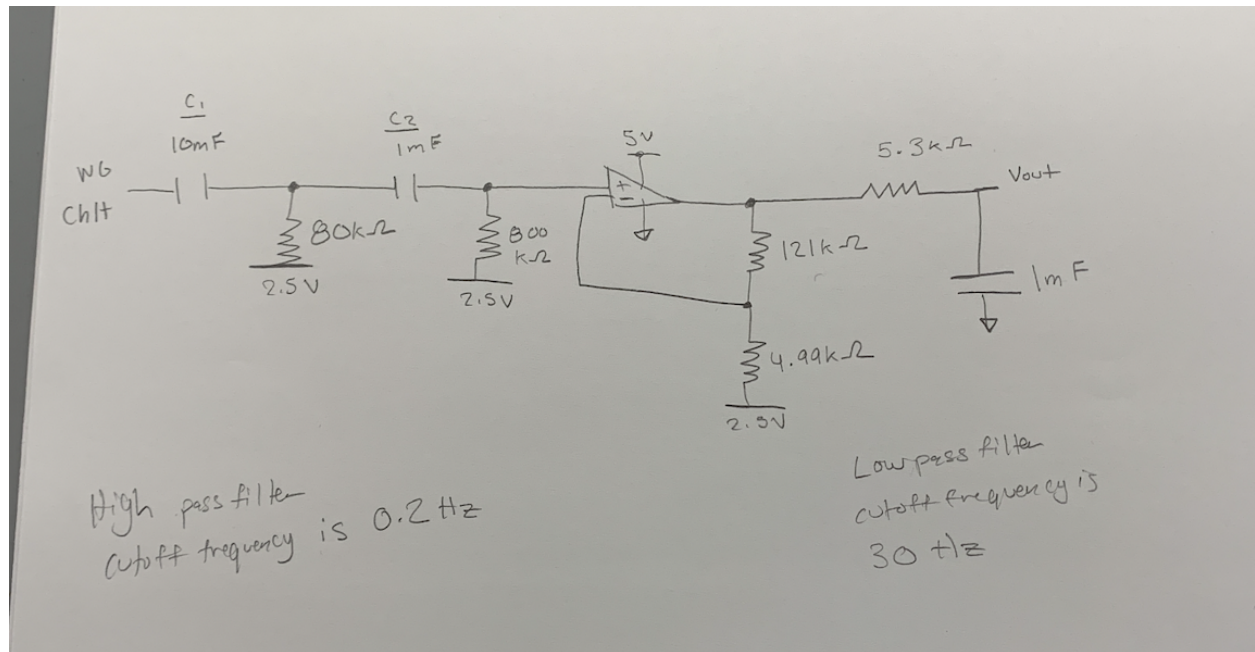 C1
10mF
C2
1mF
WG
Ch1+
80kΩ
2.5V
800
kΩ
2.5V
5V
+
−
121kΩ
4.99kΩ
2.5V
5.3kΩ
Vout
1mF
High pass filter
cutoff frequency is 0.2 Hz
Lowpass filter
cutoff frequency is
30 Hz